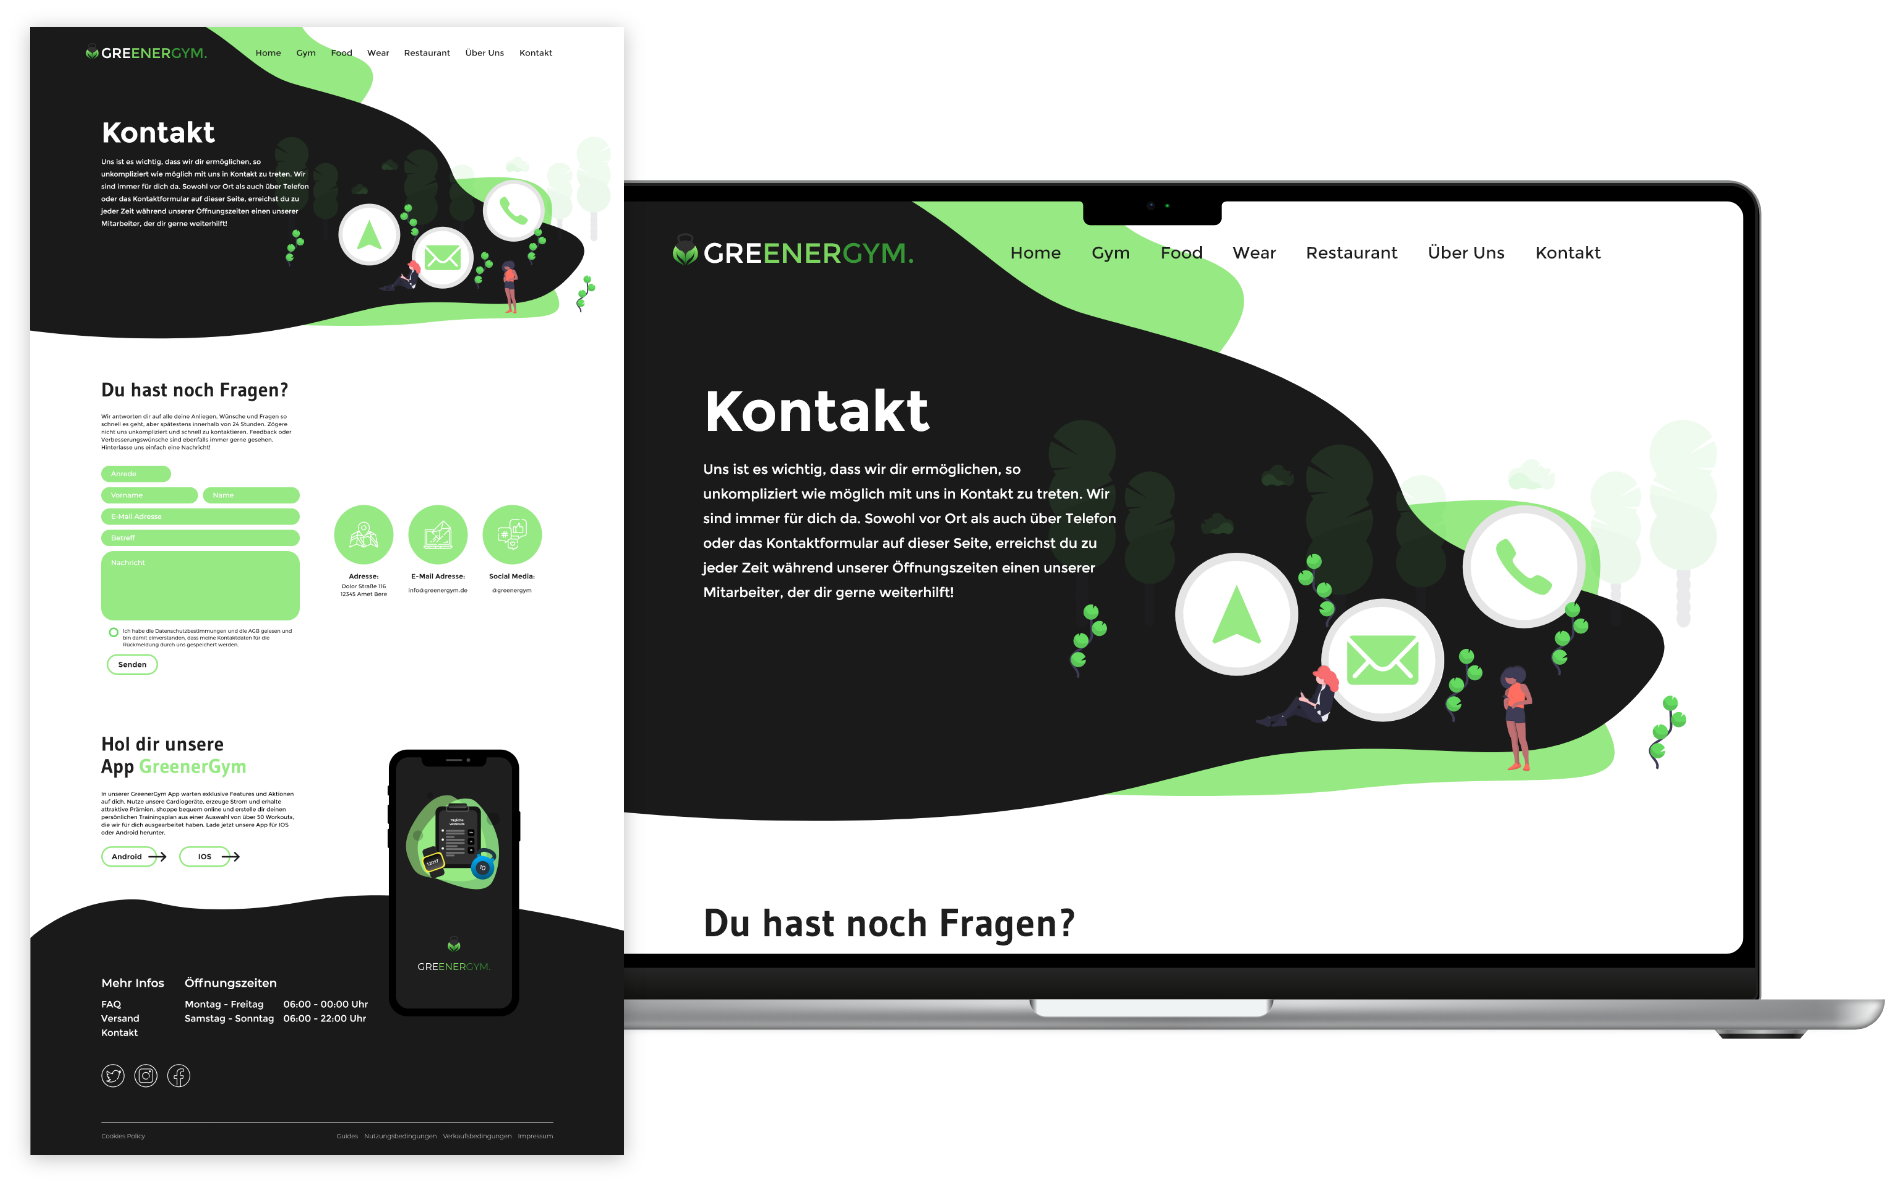 GREENERGYM.
Home Gym Food Wear Restaurant Über Uns Kontakt
Kontakt
Uns ist es wichtig, dass wir dir ermöglichen, so
unkompliziert wie möglich mit uns in Kontakt zu treten. Wir
sind immer für dich da. Sowohl vor Ort als auch über Telefon
oder das Kontaktformular auf dieser Seite, erreichst du zu
jeder Zeit während unserer Öffnungszeiten einen unserer
Mitarbeiter, der dir gerne weiterhilft!
Du hast noch Fragen?
Wir antworten dir auf alle deine Anliegen, Wünsche und Fragen so
schnell es geht, aber spätestens innerhalb von 24 Stunden. Zögere
nicht uns unkompliziert und schnell zu kontaktieren. Feedback oder
Verbesserungswünsche sind ebenfalls immer gerne gesehen.
Hinterlasse uns einfach eine Nachricht!
Anrede
Vorname Name
E-Mail Adresse
Betreff
Nachricht
Ich habe die Datenschutzbestimmungen und die AGB gelesen und
bin damit einverstanden, dass meine Kontaktdaten für die
Rückmeldung durch uns gespeichert werden.
Senden
Adresse:
Dolor Straße 116
12345 Amet Bere
E-Mail Adresse:
info@greenergym.de
Social Media:
@greenergym
Hol dir unsere
App GreenerGym
In unserer GreenerGym App warten exklusive Features und Aktionen
auf dich. Nutze unsere Cardiogeräte, erzeuge Strom und erhalte
attraktive Prämien, shoppe bequem online und erstelle dir deinen
persönlichen Trainingsplan aus einer Auswahl von über 50 Workouts,
die wir für dich ausgearbeitet haben. Lade jetzt unsere App für IOS
oder Android herunter.
Android IOS
GREENERGYM.
Mehr Infos
FAQ
Versand
Kontakt
Öffnungszeiten
Montag - Freitag 06:00 - 00:00 Uhr
Samstag - Sonntag 06:00 - 22:00 Uhr
Cookies Policy Guides Nutzungsbedingungen Verkaufsbedingungen Impressum
GREENERGYM.
Home Gym Food Wear Restaurant Über Uns Kontakt
Kontakt
Uns ist es wichtig, dass wir dir ermöglichen, so
unkompliziert wie möglich mit uns in Kontakt zu treten. Wir
sind immer für dich da. Sowohl vor Ort als auch über Telefon
oder das Kontaktformular auf dieser Seite, erreichst du zu
jeder Zeit während unserer Öffnungszeiten einen unserer
Mitarbeiter, der dir gerne weiterhilft!
Du hast noch Fragen?